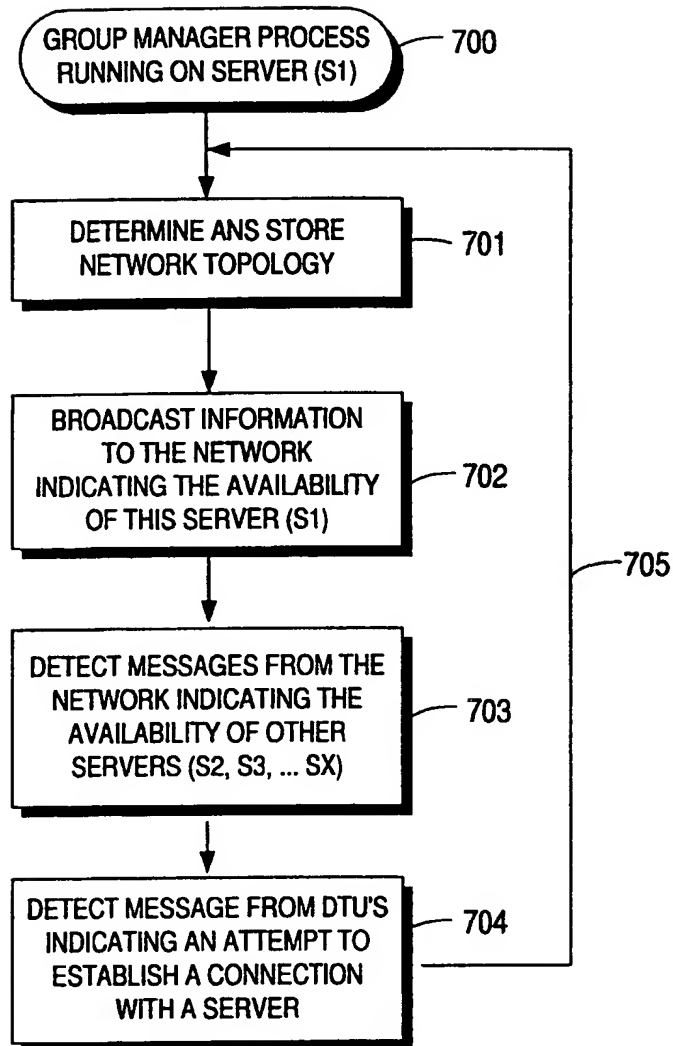 GROUP MANAGER PROCESS
RUNNING ON SERVER (S1)
700
DETERMINE ANS STORE
NETWORK TOPOLOGY
701
BROADCAST INFORMATION
TO THE NETWORK
INDICATING THE AVAILABILITY
OF THIS SERVER (S1)
702
705
DETECT MESSAGES FROM THE
NETWORK INDICATING THE
AVAILABILITY OF OTHER
SERVERS (S2, S3, ... SX)
703
DETECT MESSAGE FROM DTU'S
INDICATING AN ATTEMPT TO
ESTABLISH A CONNECTION
WITH A SERVER
704